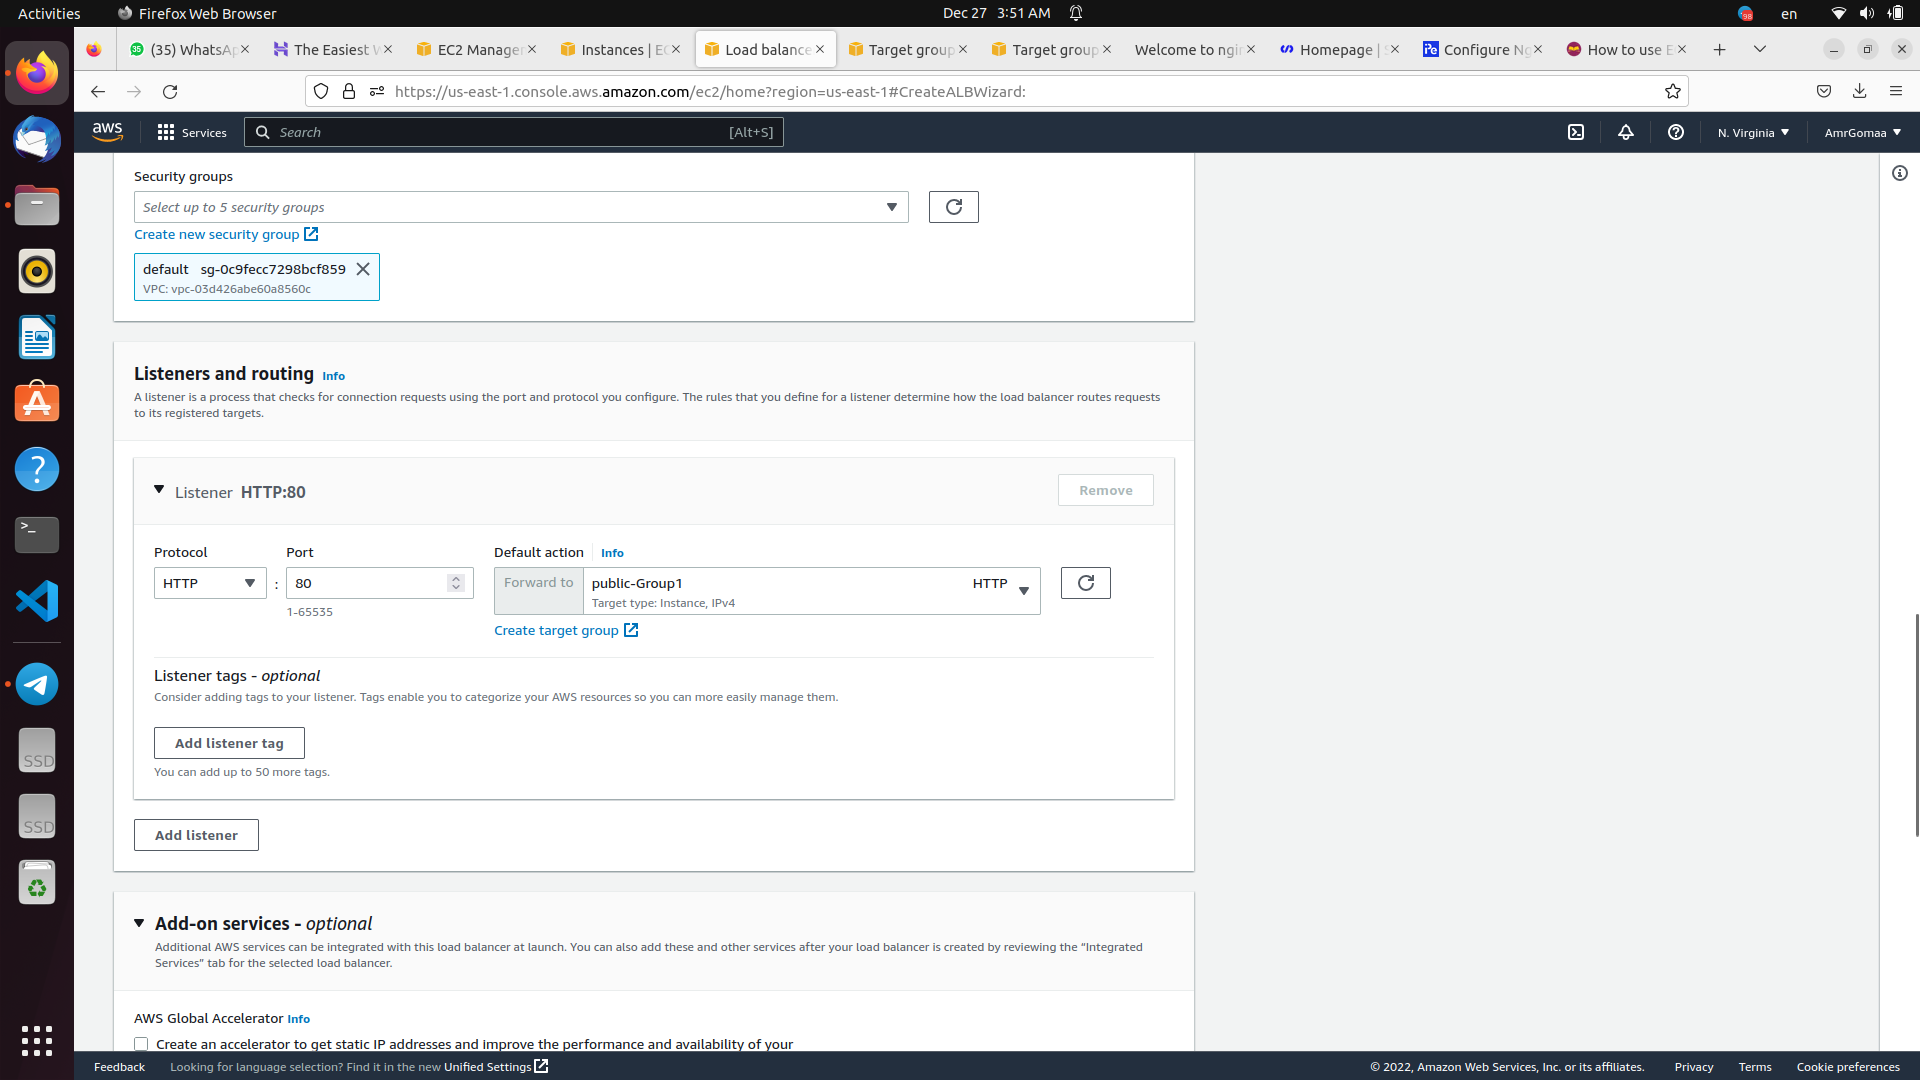 Activities
Firefox Web Browser
Dec 27 3:51 AM
98
en
35
(35) WhatsAp
The Easiest W
EC2 Manager
Instances | EC
Load balance
Target group
Target group
Welcome to ngin
Homepage | S
Configure Ng
How to use E
https://us-east-1.console.aws.amazon.com/ec2/home?region=us-east-1#CreateALBWizard:
aws
Services
Search
[Alt+S]
N. Virginia
AmrGomaa
Security groups
Select up to 5 security groups
Create new security group
default sg-0c9fecc7298bcf859
VPC: vpc-03d426abe60a8560c
Listeners and routing Info
A listener is a process that checks for connection requests using the port and protocol you configure. The rules that you define for a listener determine how the load balancer routes requests
to its registered targets.
Listener HTTP:80
Remove
Protocol
Port
Default action
Info
HTTP
:
80
1-65535
Forward to
public-Group1
HTTP
Target type: Instance, IPv4
Create target group
Listener tags - optional
Consider adding tags to your listener. Tags enable you to categorize your AWS resources so you can more easily manage them.
Add listener tag
You can add up to 50 more tags.
Add listener
Add-on services - optional
Additional AWS services can be integrated with this load balancer at launch. You can also add these and other services after your load balancer is created by reviewing the “Integrated
Services” tab for the selected load balancer.
AWS Global Accelerator Info
Create an accelerator to get static IP addresses and improve the performance and availability of your
SSD
SSD
Feedback
Looking for language selection? Find it in the new Unified Settings
© 2022, Amazon Web Services, Inc. or its affiliates.
Privacy
Terms
Cookie preferences